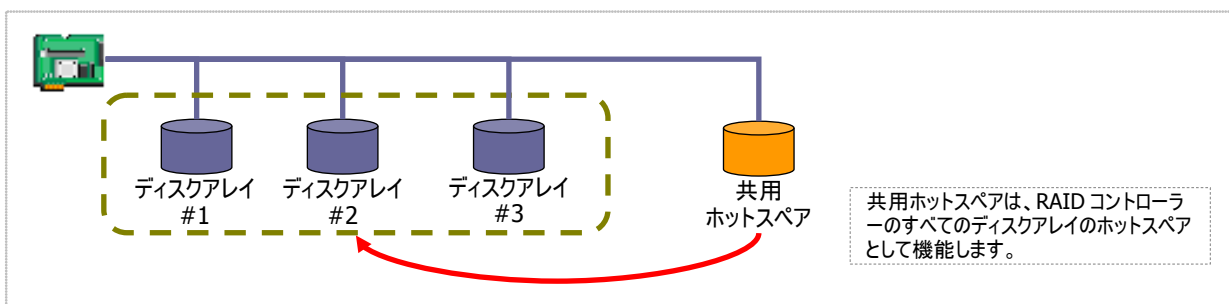 ディスクアレイ
#1
ディスクアレイ
#2
ディスクアレイ
#3
共用
ホットスペア
共用ホットスペアは、RAID コントローラ
ーのすべてのディスクアレイのホットスペア
として機能します。